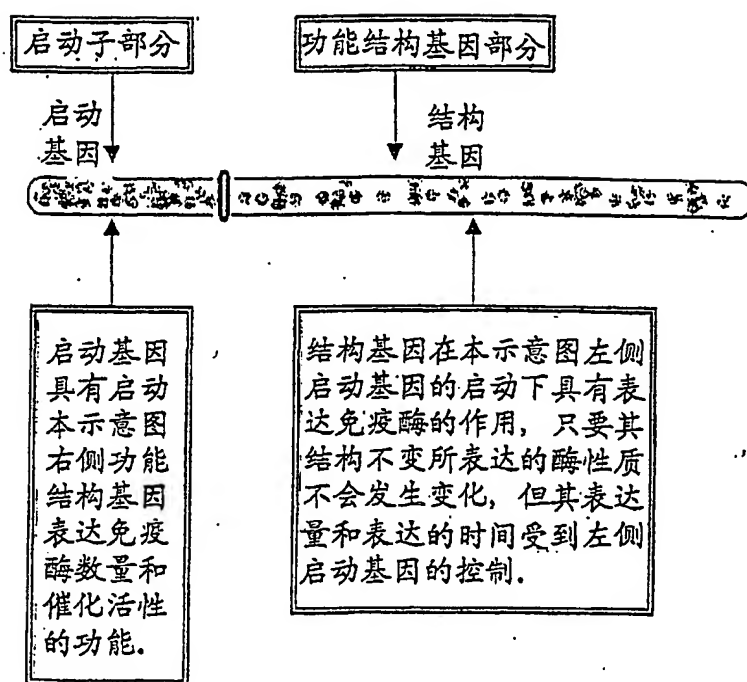 启动子部分
功能结构基因部分
启动
基因
结构
基因
启动基因
具有启动
本示意图
右侧功能
结构基因
表达免疫
酶数量和
催化活性
的功能.
结构基因在本示意图左侧
启动基因的启动下具有表
达免疫酶的作用, 只要其
结构不变所表达的酶性质
不会发生变化, 但其表达
量和表达的时间受到左侧
启动基因的控制.